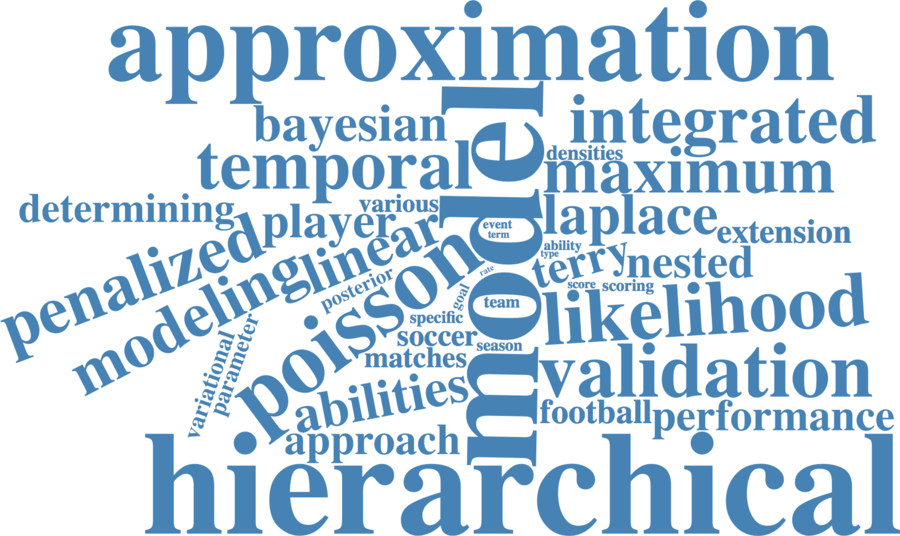 approximation
model
bayesian
integrated
temporal
densities
maximum
determining
various
player
laplace
event
term
extension
penalized
linear
ability
type
terry
nested
modeling
posterior
poisson
rate
score
scoring
goal
team
likelihood
specific
soccer
season
matches
variational
parameter
validation
abilities
football
performance
approach
hierarchical